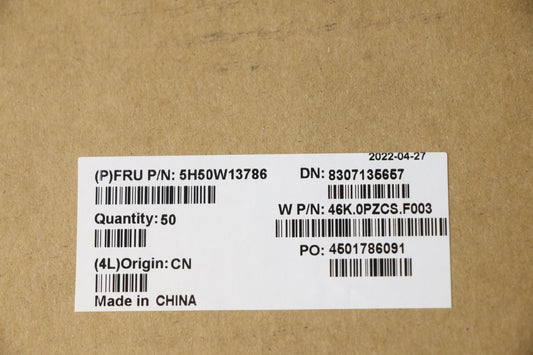 2022-04-27
(P)FRU P/N: 5H50W13786
DN: 8307135657
Quantity: 50
W P/N: 46K.0PZCS.F003
PO: 4501786091
(4L)Origin: CN
Made in CHINA